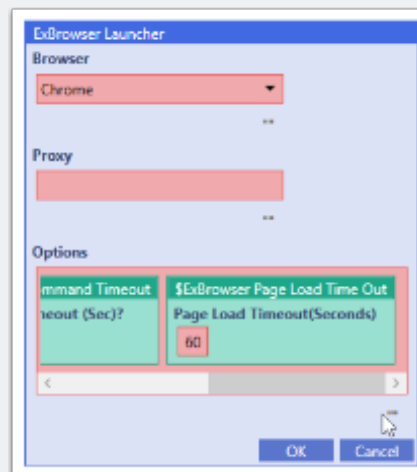 ExBrowser Launcher
Browser
Chrome
Proxy
Options
mmand Timeout
$ExBrowser Page Load Time Out
neout (Sec)?
Page Load Timeout(Seconds)
60
OK
Cancel